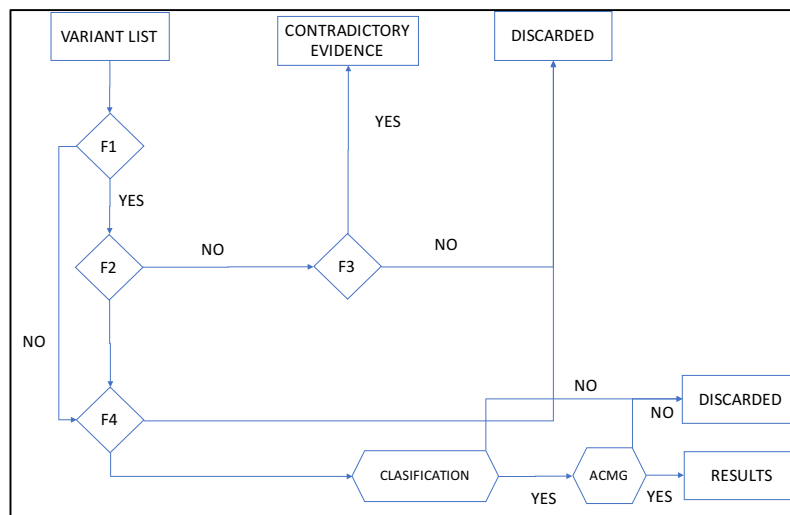 VARIANT LIST
CONTRADICTORY
EVIDENCE
DISCARDED
YES
F1
YES
NO
NO
F2
F3
NO
NO
DISCARDED
NO
F4
CLASIFICATION
ACMG
RESULTS
YES
YES